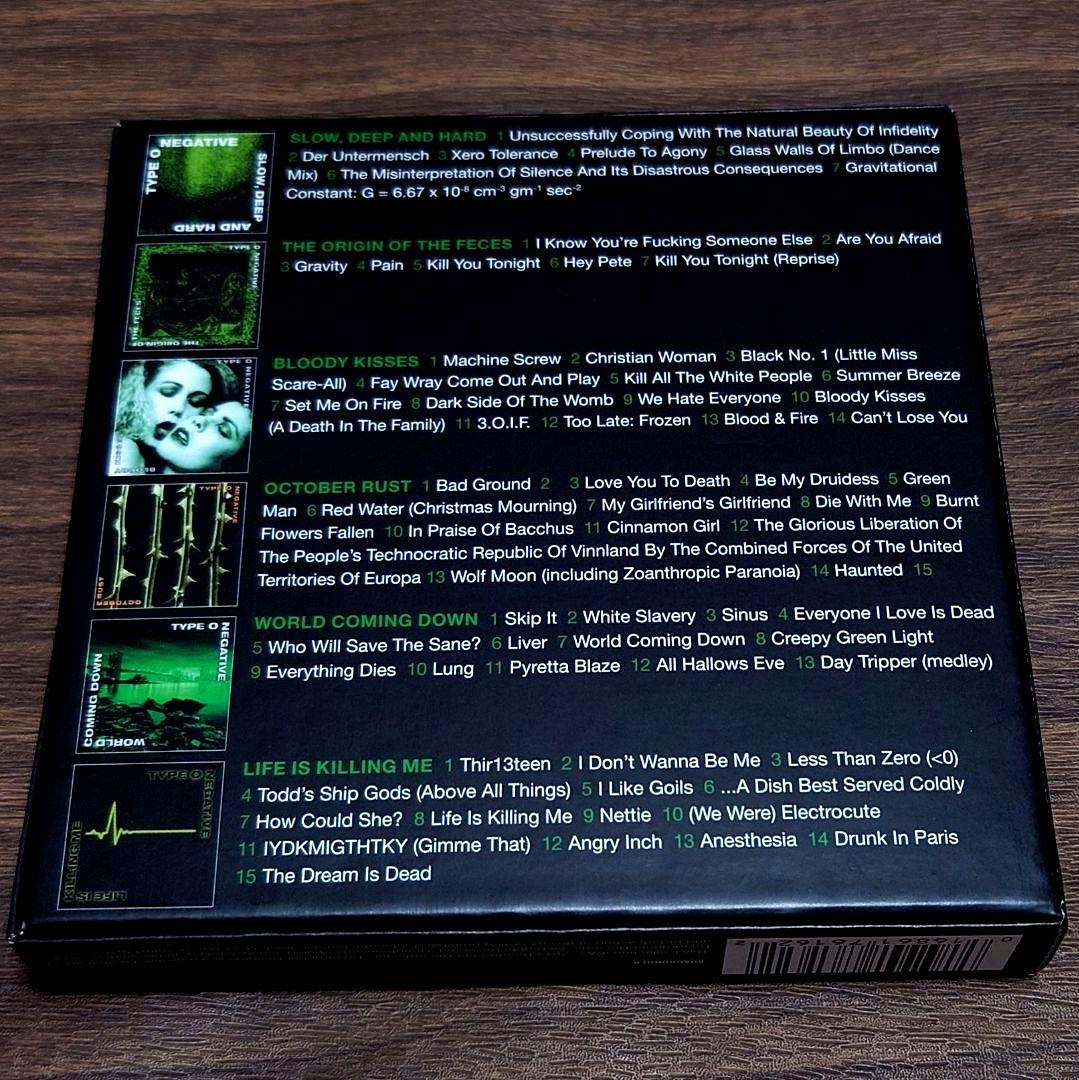 TYPE O NEGATIVE SLOW, DEEP AND HARD
SLOW, DEEP AND HARD 1 Unsuccessfully Coping With The Natural Beauty Of Infidelity
2 Der Untermensch 3 Xero Tolerance 4 Prelude To Agony 5 Glass Walls Of Limbo (Dance
Mix) 6 The Misinterpretation Of Silence And Its Disastrous Consequences 7 Gravitational
Constant: G = 6.67 x 10⁻⁸ cm⁻³ gm⁻¹ sec⁻²
TYPE O NEGATIVE THE ORIGIN OF THE FECES
THE ORIGIN OF THE FECES 1 I Know You're Fucking Someone Else 2 Are You Afraid
3 Gravity 4 Pain 5 Kill You Tonight 6 Hey Pete 7 Kill You Tonight (Reprise)
TYPE O NEGATIVE
BLOODY KISSES 1 Machine Screw 2 Christian Woman 3 Black No. 1 (Little Miss
Scare-All) 4 Fay Wray Come Out And Play 5 Kill All The White People 6 Summer Breeze
7 Set Me On Fire 8 Dark Side Of The Womb 9 We Hate Everyone 10 Bloody Kisses
(A Death In The Family) 11 3.O.I.F. 12 Too Late: Frozen 13 Blood & Fire 14 Can't Lose You
TYPE O NEGATIVE OCTOBER RUST
OCTOBER RUST 1 Bad Ground 2 3 Love You To Death 4 Be My Druidess 5 Green
Man 6 Red Water (Christmas Mourning) 7 My Girlfriend's Girlfriend 8 Die With Me 9 Burnt
Flowers Fallen 10 In Praise Of Bacchus 11 Cinnamon Girl 12 The Glorious Liberation Of
The People's Technocratic Republic Of Vinnland By The Combined Forces Of The United
Territories Of Europa 13 Wolf Moon (including Zoanthropic Paranoia) 14 Haunted 15
TYPE O NEGATIVE WORLD COMING DOWN
WORLD COMING DOWN 1 Skip It 2 White Slavery 3 Sinus 4 Everyone I Love Is Dead
5 Who Will Save The Sane? 6 Liver 7 World Coming Down 8 Creepy Green Light
9 Everything Dies 10 Lung 11 Pyretta Blaze 12 All Hallows Eve 13 Day Tripper (medley)
TYPE O NEGATIVE LIFE IS KILLING ME
LIFE IS KILLING ME 1 Thir13teen 2 I Don't Wanna Be Me 3 Less Than Zero (<0)
4 Todd's Ship Gods (Above All Things) 5 I Like Goils 6 ...A Dish Best Served Coldly
7 How Could She? 8 Life Is Killing Me 9 Nettie 10 (We Were) Electrocute
11 IYDKMIGTHTKY (Gimme That) 12 Angry Inch 13 Anesthesia 14 Drunk In Paris
15 The Dream Is Dead